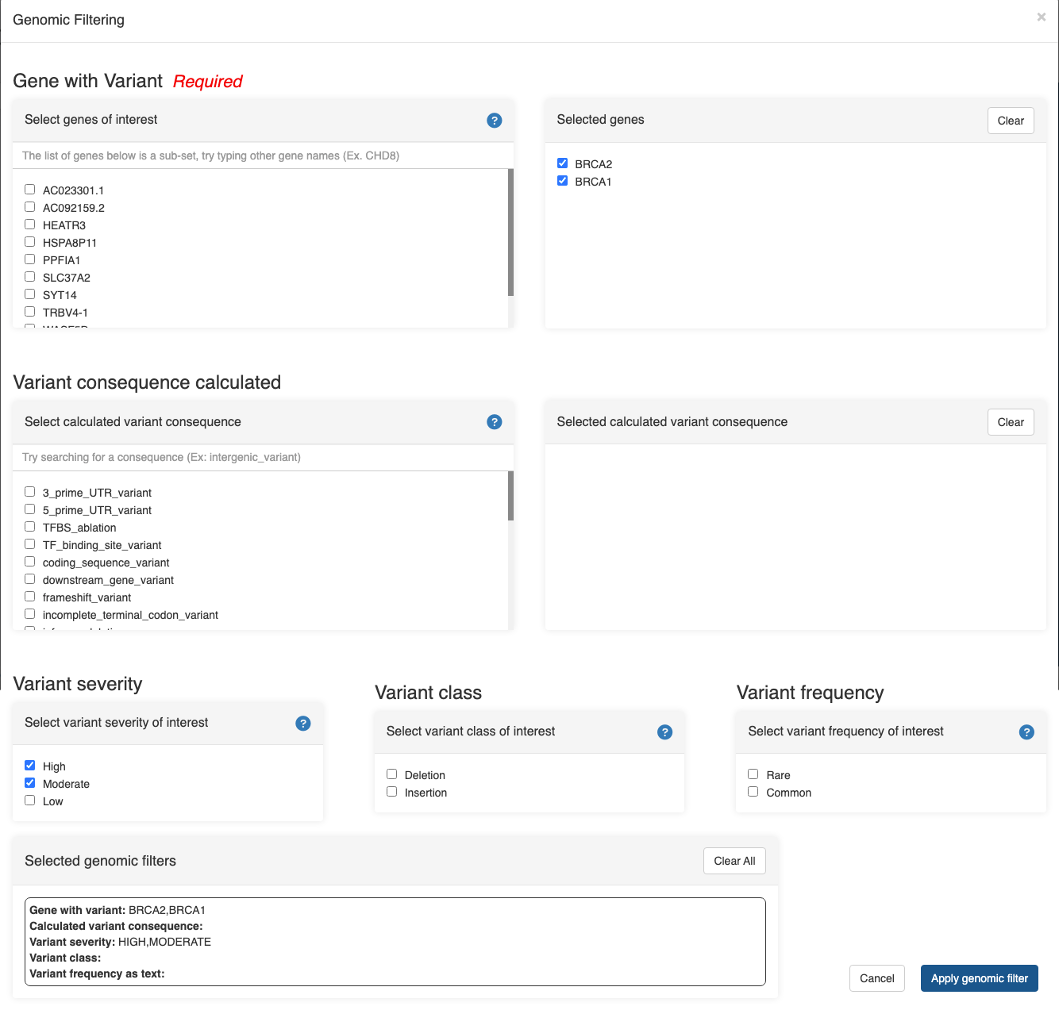 Genomic Filtering
×
Gene with Variant Required
Select genes of interest
?
The list of genes below is a sub-set, try typing other gene names (Ex. CHD8)
AC023301.1
AC092159.2
HEATR3
HSPA8P11
PPFIA1
SLC37A2
SYT14
TRBV4-1
Selected genes
Clear
BRCA2
BRCA1
Variant consequence calculated
Select calculated variant consequence
?
Try searching for a consequence (Ex: intergenic_variant)
3_prime_UTR_variant
5_prime_UTR_variant
TFBS_ablation
TF_binding_site_variant
coding_sequence_variant
downstream_gene_variant
frameshift_variant
incomplete_terminal_codon_variant
Selected calculated variant consequence
Clear
Variant severity
Select variant severity of interest
?
High
Moderate
Low
Variant class
Select variant class of interest
?
Deletion
Insertion
Variant frequency
Select variant frequency of interest
?
Rare
Common
Selected genomic filters
Clear All
Gene with variant: BRCA2,BRCA1
Calculated variant consequence:
Variant severity: HIGH,MODERATE
Variant class:
Variant frequency as text:
Cancel
Apply genomic filter